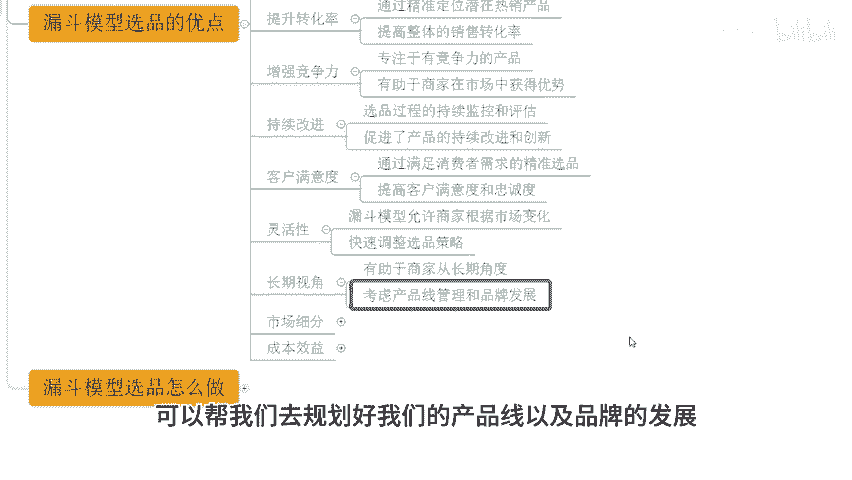 漏斗模型选品的优点
提升转化率
通过精准定位潜在热销产品
提高整体的销售转化率
增强竞争力
专注于有竞争力的产品
有助于商家在市场中获得优势
持续改进
选品过程的持续监控和评估
促进了产品的持续改进和创新
客户满意度
通过满足消费者需求的精准选品
提高客户满意度和忠诚度
灵活性
漏斗模型允许商家根据市场变化
快速调整选品策略
长期视角
有助于商家从长期角度
考虑产品线管理和品牌发展
市场细分
成本效益
漏斗模型选品怎么做
可以帮我们去规划好我们的产品线以及品牌的发展